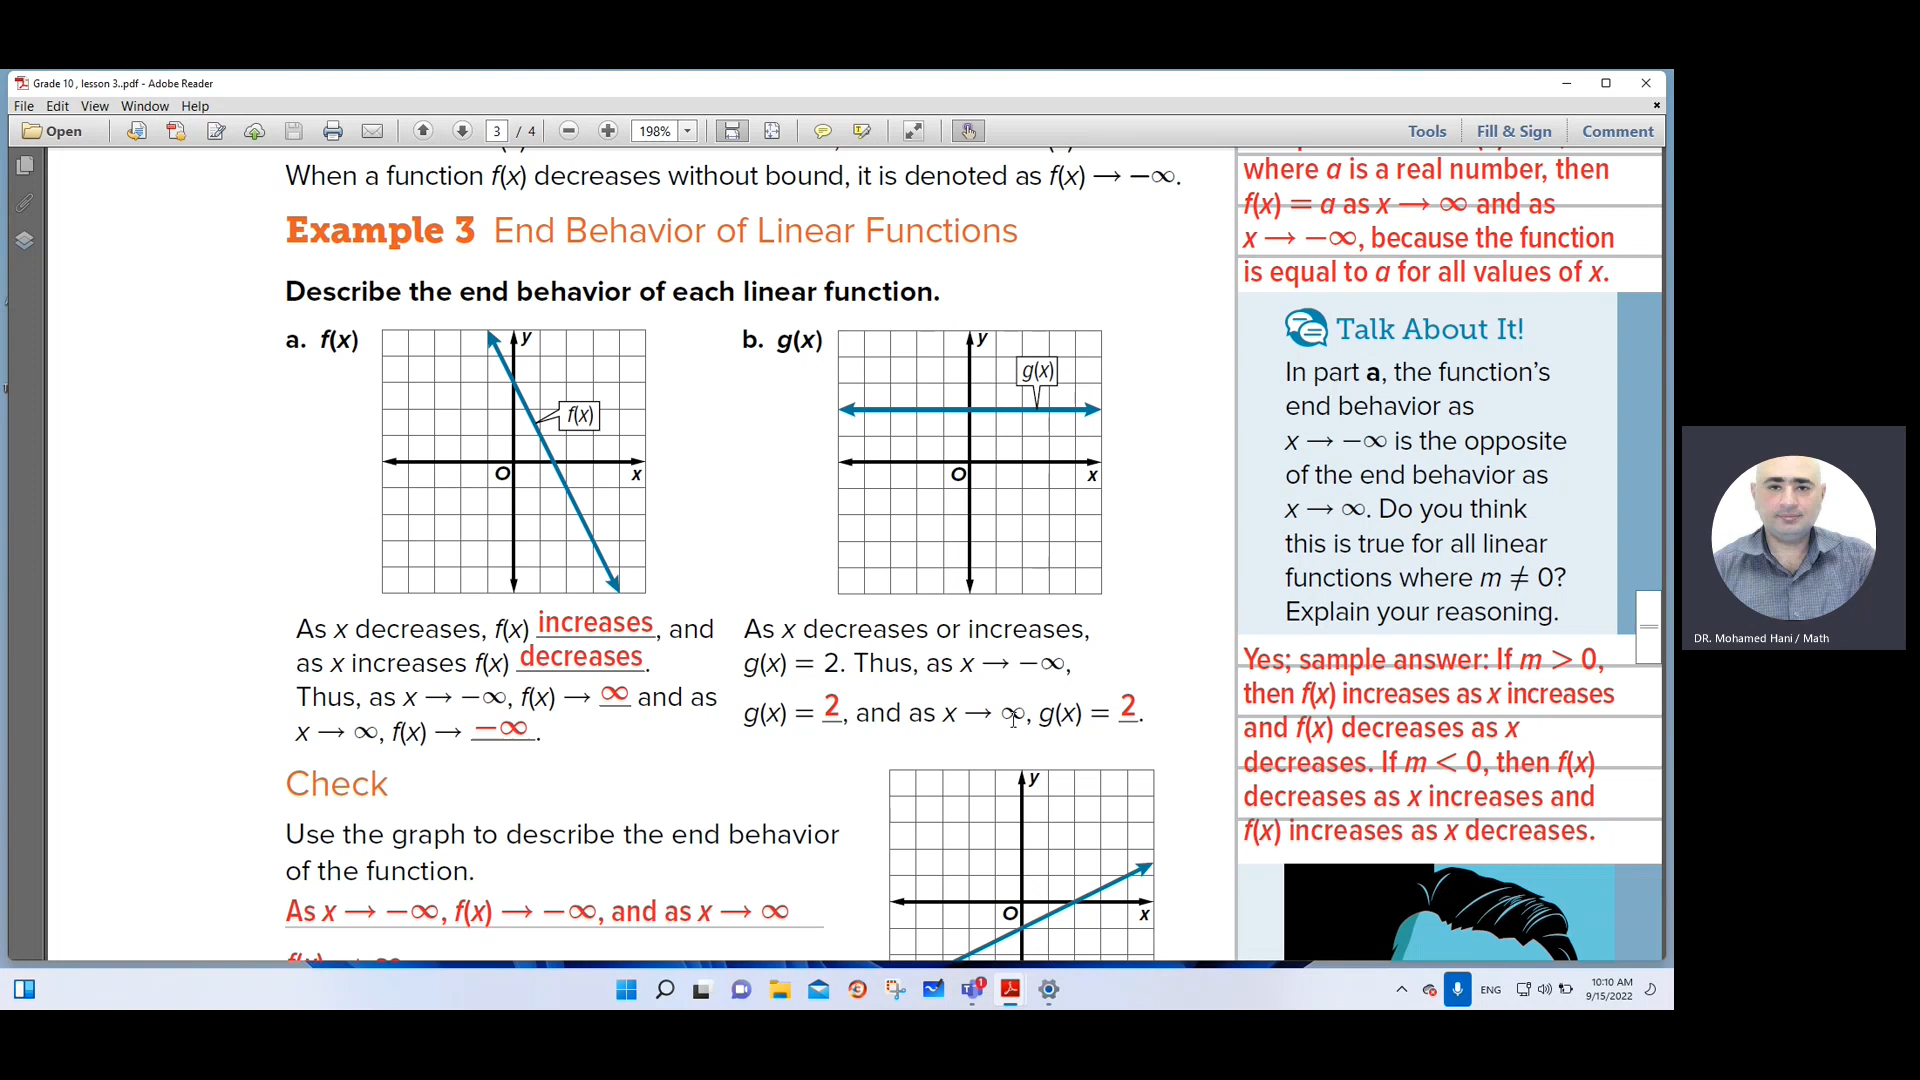 Grade 10 , lesson 3..pdf - Adobe Reader
File Edit View Window Help
Open
3 / 4
198%
Tools
Fill & Sign
Comment
When a function f(x) decreases without bound, it is denoted as f(x) → −∞.
Example 3 End Behavior of Linear Functions
Describe the end behavior of each linear function.
a. f(x)
y
f(x)
O
x
b. g(x)
y
g(x)
O
x
As x decreases, f(x) increases, and
as x increases f(x) decreases.
Thus, as x → −∞, f(x) → ∞ and as
x → ∞, f(x) → −∞.
As x decreases or increases,
g(x) = 2. Thus, as x → −∞,
g(x) = 2, and as x → ∞, g(x) = 2.
Check
Use the graph to describe the end behavior
of the function.
As x → −∞, f(x) → −∞, and as x → ∞
y
O
x
where a is a real number, then
f(x) = a as x → ∞ and as
x → −∞, because the function
is equal to a for all values of x.
Talk About It!
In part a, the function's
end behavior as
x → −∞ is the opposite
of the end behavior as
x → ∞. Do you think
this is true for all linear
functions where m ≠ 0?
Explain your reasoning.
Yes; sample answer: If m > 0,
then f(x) increases as x increases
and f(x) decreases as x
decreases. If m < 0, then f(x)
decreases as x increases and
f(x) increases as x decreases.
DR. Mohamed Hani / Math
1
ENG
10:10 AM
9/15/2022